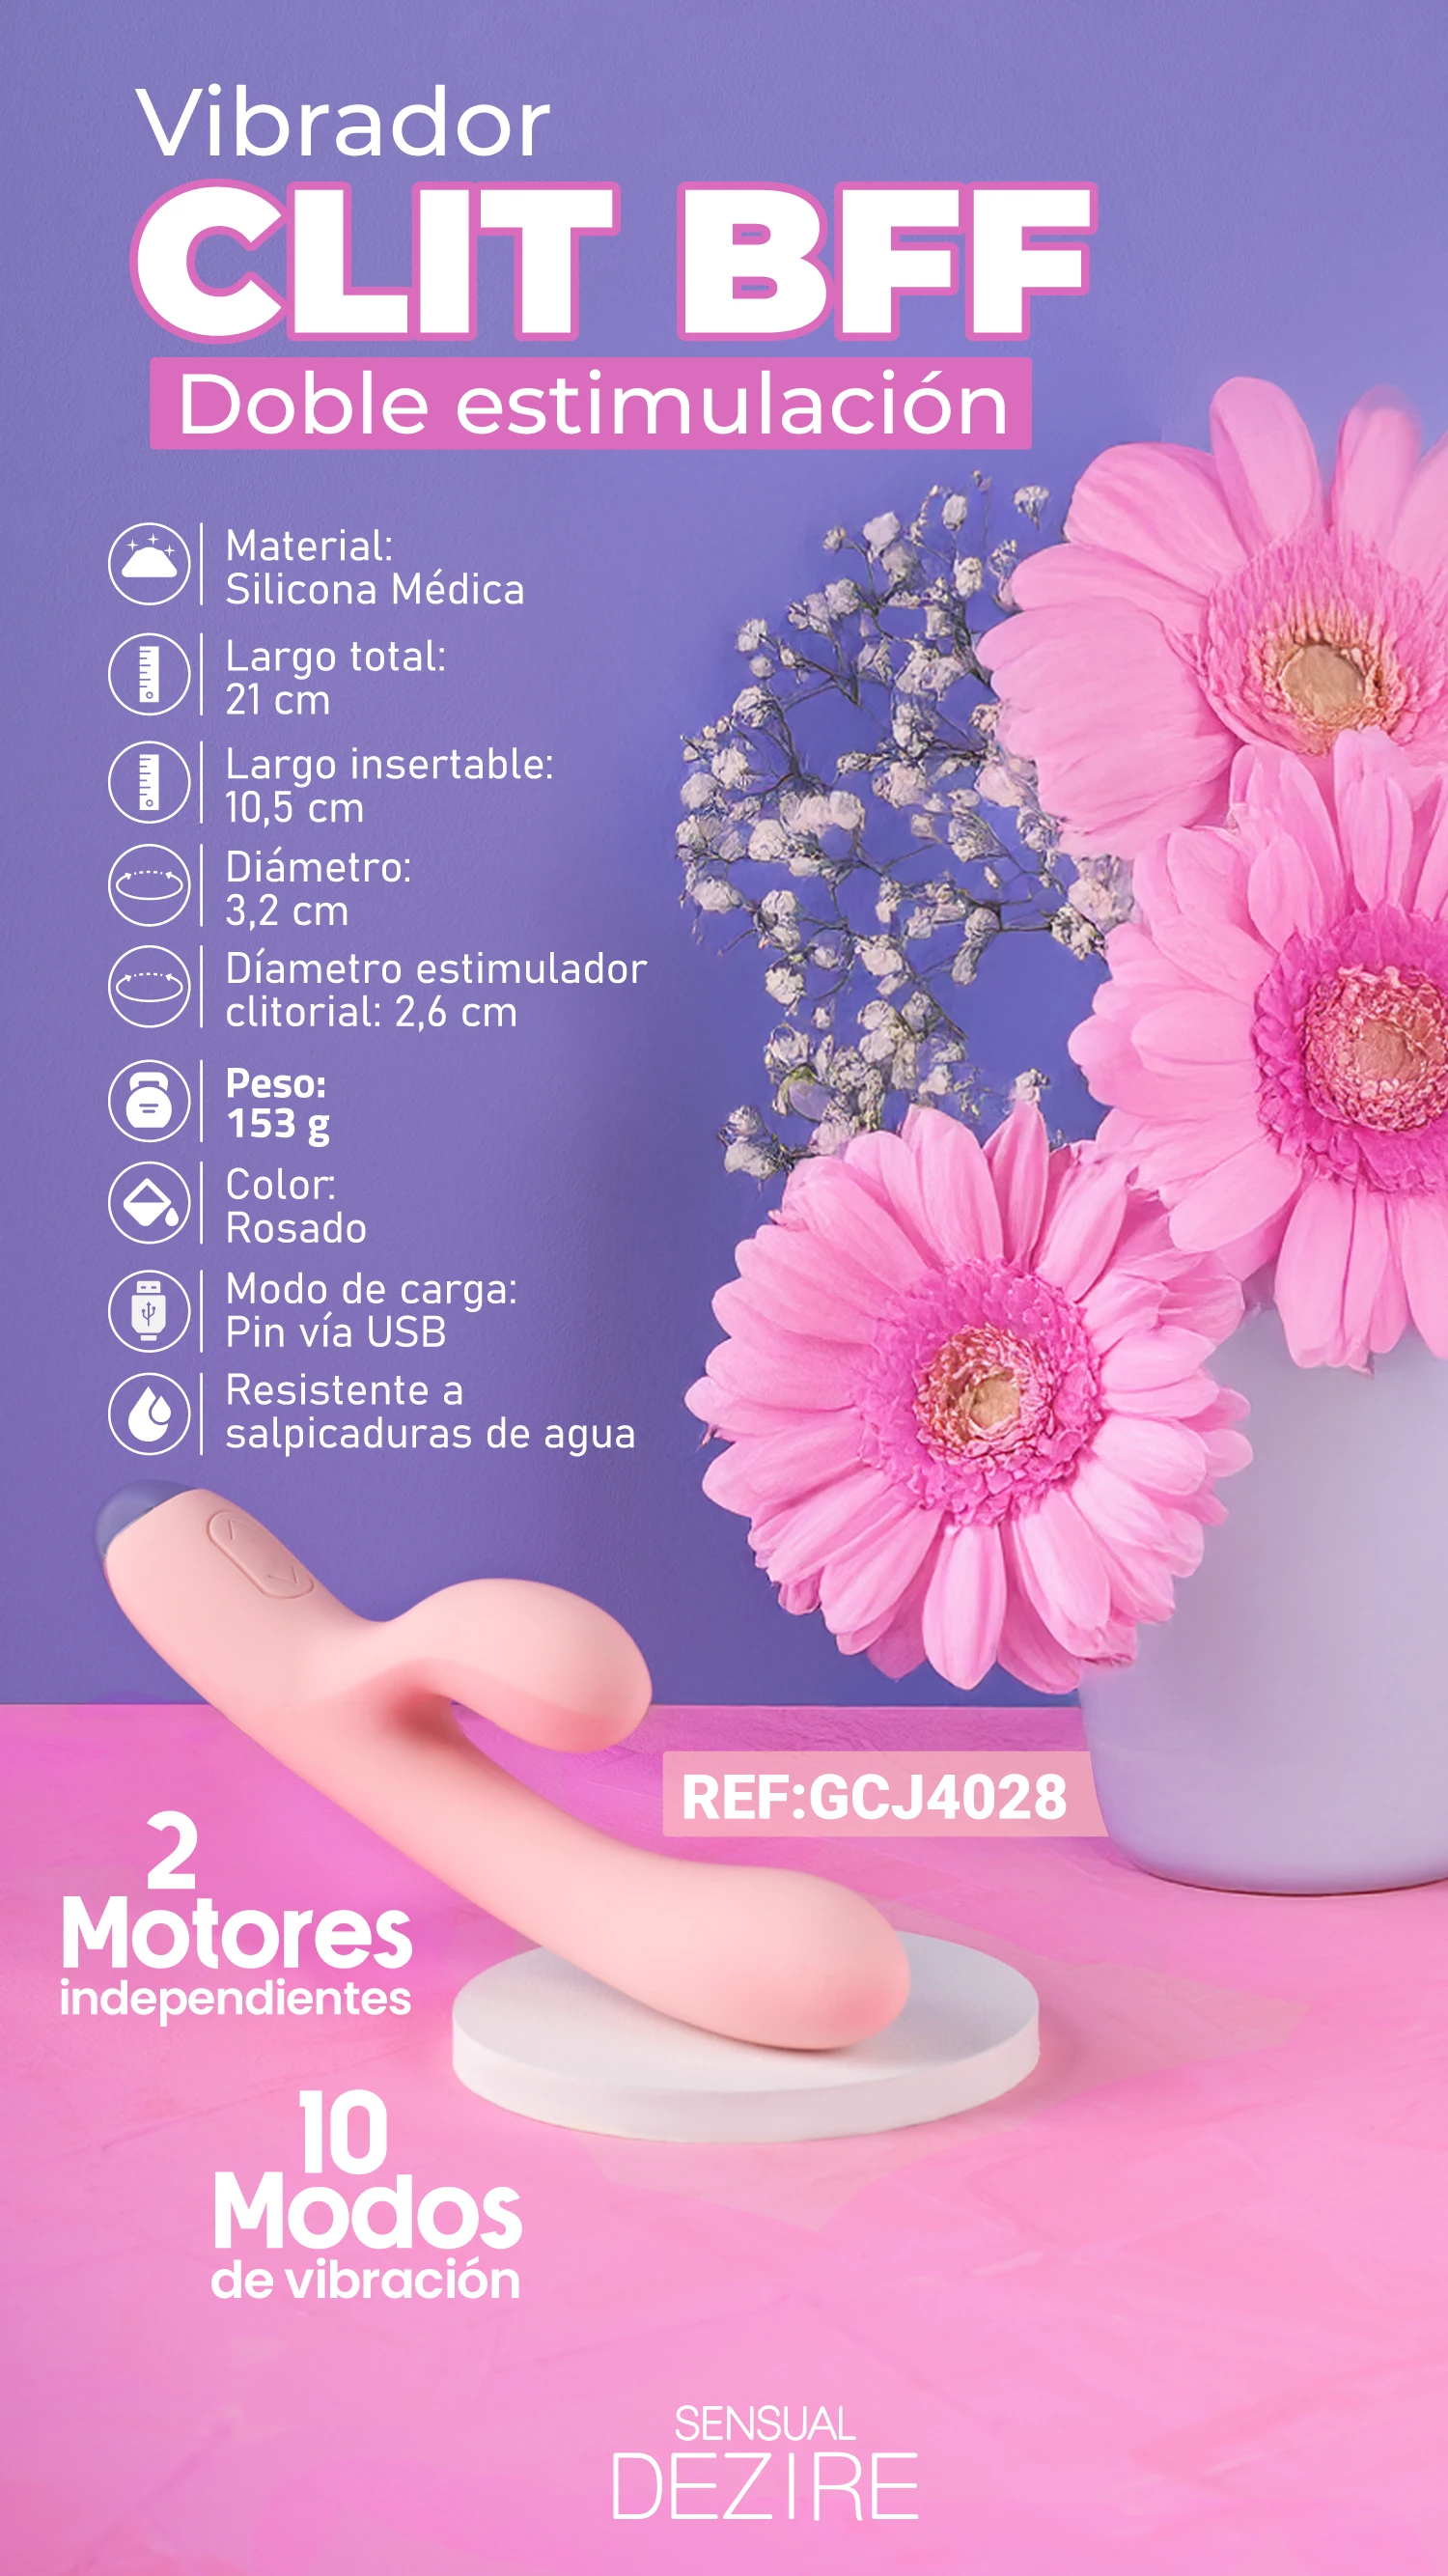 Vibrador
CLIT BFF
Doble estimulación
Material:
Silicona Médica
Largo total:
21 cm
Largo insertable:
10,5 cm
Diámetro:
3,2 cm
Díametro estimulador
clitorial: 2,6 cm
Peso:
153 g
Color:
Rosado
Modo de carga:
Pin vía USB
Resistente a
salpicaduras de agua
REF:GCJ4028
2
Motores
independientes
10
Modos
de vibración
SENSUAL
DEZIRE